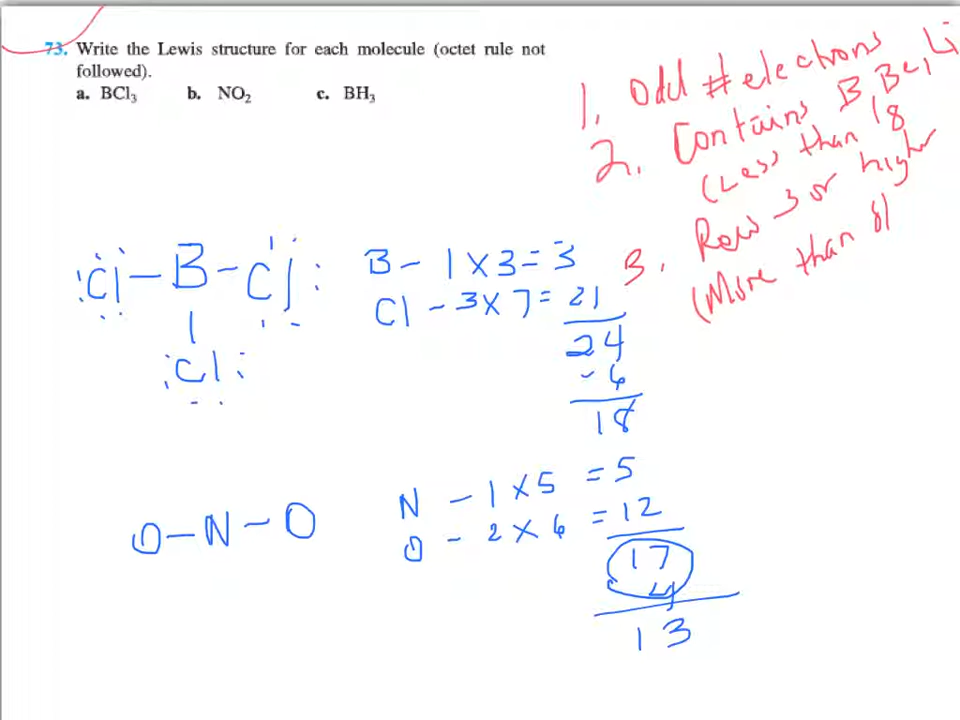 73. Write the Lewis structure for each molecule (octet rule not
followed).
a. BCl₃ b. NO₂ c. BH₃
1. Odd # electrons
2. Contains B, Be, Li
(Less than 18
3. Row 3 or higher
(More than 8)
Cl — B — Cl
Cl
B - 1 x 3 = 3
Cl - 3 x 7 = 21
24
- 6
18
O — N — O
N - 1 x 5 = 5
O - 2 x 6 = 12
17
4
13